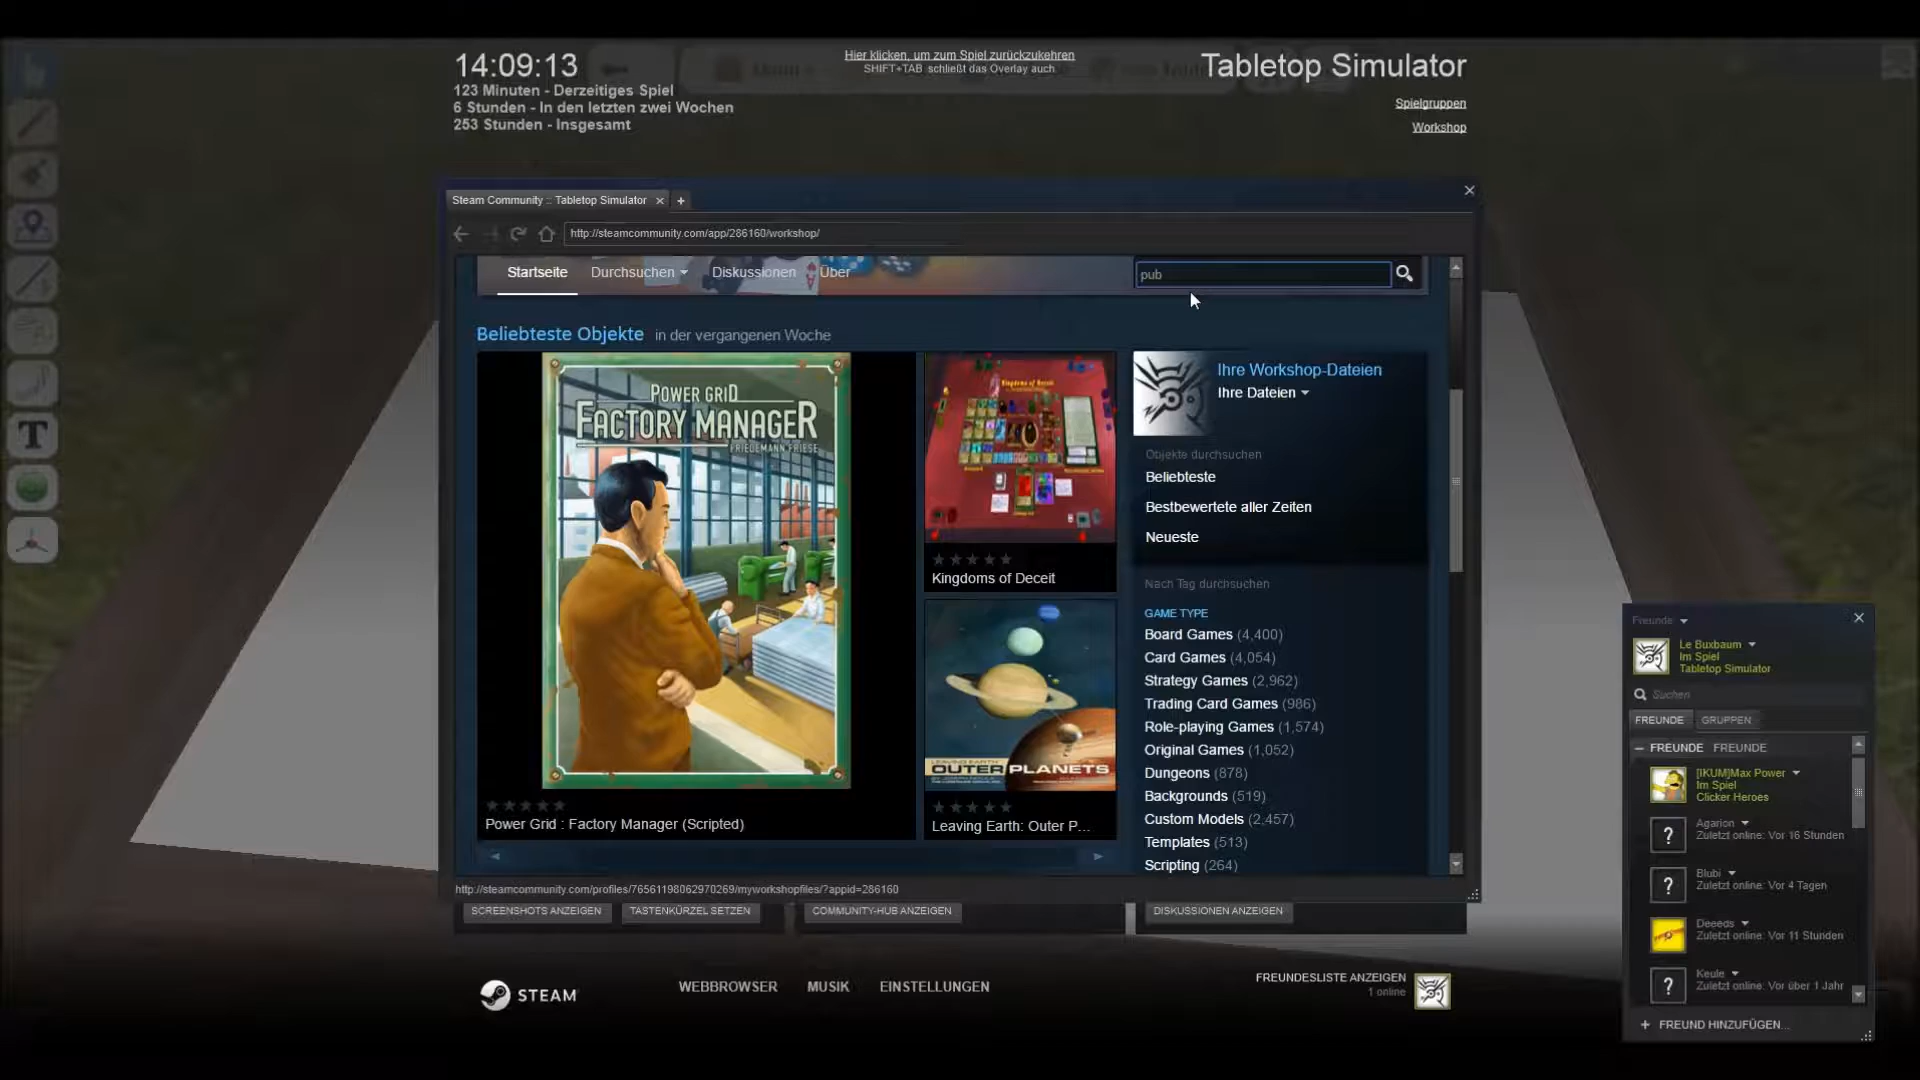 14:09:13
123 Minuten - Derzeitiges Spiel
6 Stunden - In den letzten zwei Wochen
253 Stunden - Insgesamt
Hier klicken, um zum Spiel zurückzukehren
SHIFT+TAB schließt das Overlay auch
Tabletop Simulator
Spielgruppen
Workshop
Steam Community :: Tabletop Simulator
http://steamcommunity.com/app/286160/workshop/
Startseite
Durchsuchen
Diskussionen
Über
pub
Beliebteste Objekte in der vergangenen Woche
POWER GRID
FACTORY MANAGER
FRIEDEMANN FRIESE
Power Grid : Factory Manager (Scripted)
Kingdoms of Deceit
Kingdoms of Deceit
OUTER PLANETS
Leaving Earth: Outer P...
Ihre Workshop-Dateien
Ihre Dateien
Objekte durchsuchen
Beliebteste
Bestbewertete aller Zeiten
Neueste
Nach Tag durchsuchen
GAME TYPE
Board Games (4,400)
Card Games (4,054)
Strategy Games (2,962)
Trading Card Games (986)
Role-playing Games (1,574)
Original Games (1,052)
Dungeons (878)
Backgrounds (519)
Custom Models (2,457)
Templates (513)
Scripting (264)
http://steamcommunity.com/profiles/76561198062970269/myworkshopfiles/?appid=286160
SCREENSHOTS ANZEIGEN
TASTENKÜRZEL SETZEN
COMMUNITY-HUB ANZEIGEN
DISKUSSIONEN ANZEIGEN
STEAM
WEBBROWSER
MUSIK
EINSTELLUNGEN
FREUNDESLISTE ANZEIGEN
1 online
Freunde
Le Buxbaum
Im Spiel
Tabletop Simulator
Suchen
FREUNDE
GRUPPEN
FREUNDE FREUNDE
[IKUM]Max Power
Im Spiel
Clicker Heroes
Agarion
Zuletzt online: Vor 16 Stunden
Blubi
Zuletzt online: Vor 4 Tagen
Deeeds
Zuletzt online: Vor 11 Stunden
Keule
Zuletzt online: Vor über 1 Jahr
+ FREUND HINZUFÜGEN...
T